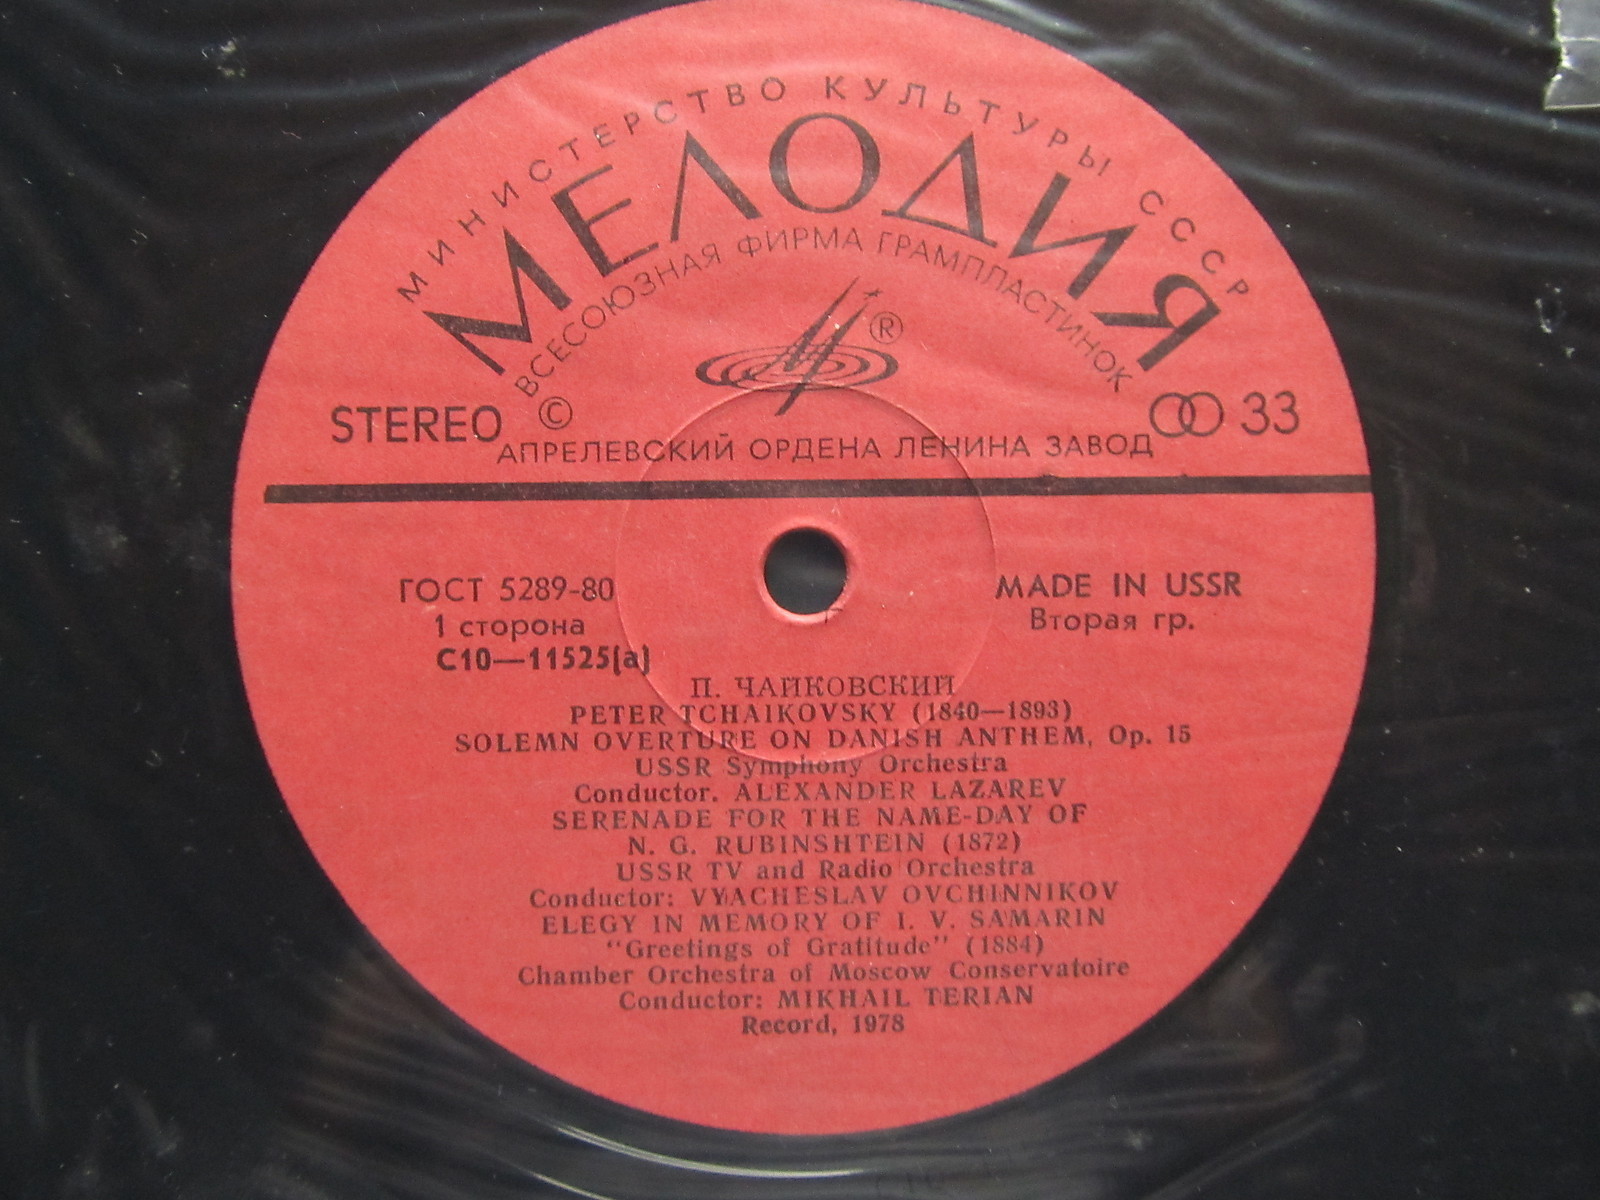 МИНИСТЕРСТВО КУЛЬТУРЫ СССР
МЕЛОДИЯ
ВСЕСОЮЗНАЯ ФИРМА ГРАМПЛАСТИНОК
®
STEREO © 33
АПРЕЛЕВСКИЙ ОРДЕНА ЛЕНИНА ЗАВОД
ГОСТ 5289-80
1 сторона
С10—11525(а)
MADE IN USSR
Вторая гр.
П. ЧАЙКОВСКИЙ
PETER TCHAIKOVSKY (1840—1893)
SOLEMN OVERTURE ON DANISH ANTHEM, Op. 15
USSR Symphony Orchestra
Conductor. ALEXANDER LAZAREV
SERENADE FOR THE NAME-DAY OF
N. G. RUBINSHTEIN (1872)
USSR TV and Radio Orchestra
Conductor: VYACHESLAV OVCHINNIKOV
ELEGY IN MEMORY OF I. V. SAMARIN
"Greetings of Gratitude" (1884)
Chamber Orchestra of Moscow Conservatoire
Conductor: MIKHAIL TERIAN
Record, 1978